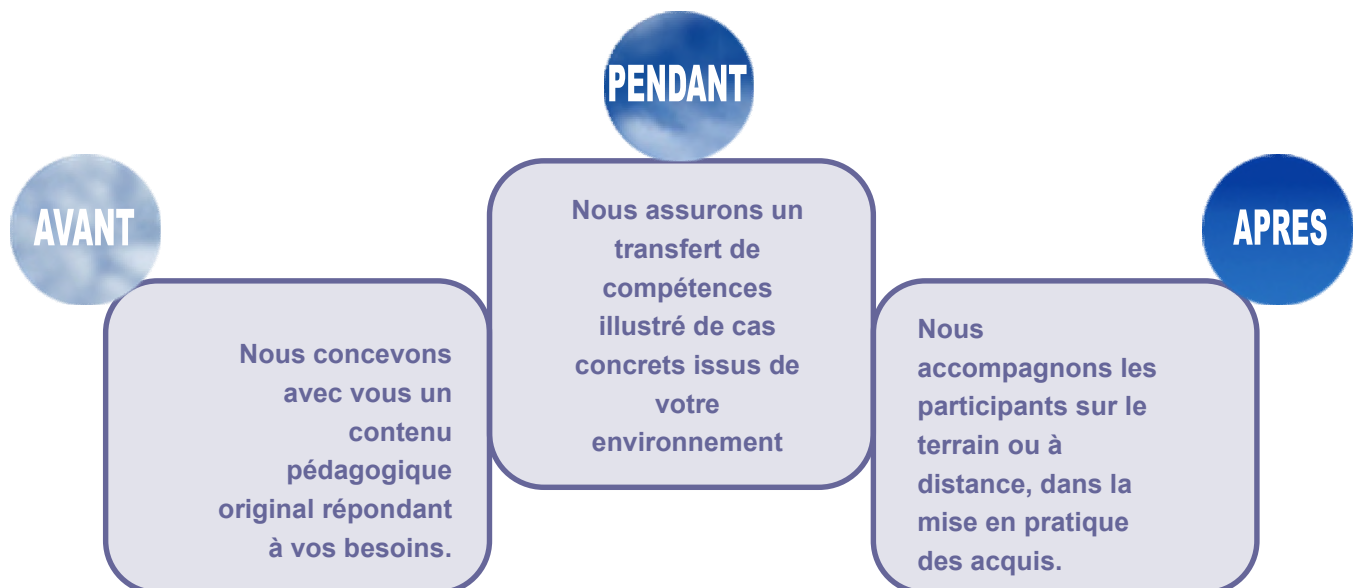 AVANT
Nous concevons
avec vous un
contenu
pédagogique
original répondant
à vos besoins.
PENDANT
Nous assurons un
transfert de
compétences
illustré de cas
concrets issus de
votre
environnement
APRES
Nous
accompagnons les
participants sur le
terrain ou à
distance, dans la
mise en pratique
des acquis.